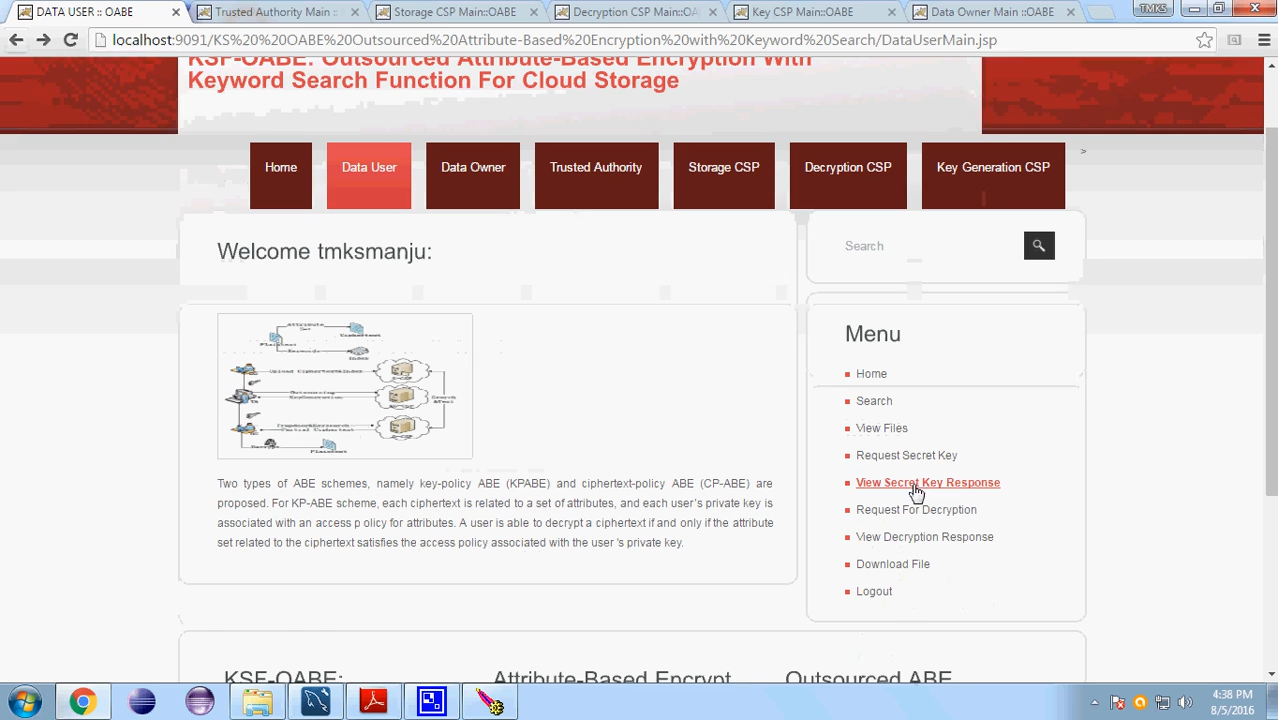 DATA USER :: OABE
Trusted Authority Main ::
Storage CSP Main::OABE
Decryption CSP Main::OA
Key CSP Main::OABE
Data Owner Main ::OABE
TMKS
localhost:9091/KS%20%20OABE%20Outsourced%20Attribute-Based%20Encryption%20with%20Keyword%20Search/DataUserMain.jsp
KSF-OABE: Outsourced Attribute-Based Encryption With
Keyword Search Function For Cloud Storage
Home
Data User
Data Owner
Trusted Authority
Storage CSP
Decryption CSP
Key Generation CSP
>
Welcome tmksmanju:
Search
Menu
Home
Search
View Files
Request Secret Key
View Secret Key Response
Request For Decryption
View Decryption Response
Download File
Logout
Two types of ABE schemes, namely key-policy ABE (KPABE) and ciphertext-policy ABE (CP-ABE) are
proposed. For KP-ABE scheme, each ciphertext is related to a set of attributes, and each user's private key is
associated with an access p olicy for attributes. A user is able to decrypt a ciphertext if and only if the attribute
set related to the ciphertext satisfies the access policy associated with the user 's private key.
KSF-OABE:
Attribute-Based Encrypt
Outsourced ABE
4:38 PM
8/5/2016